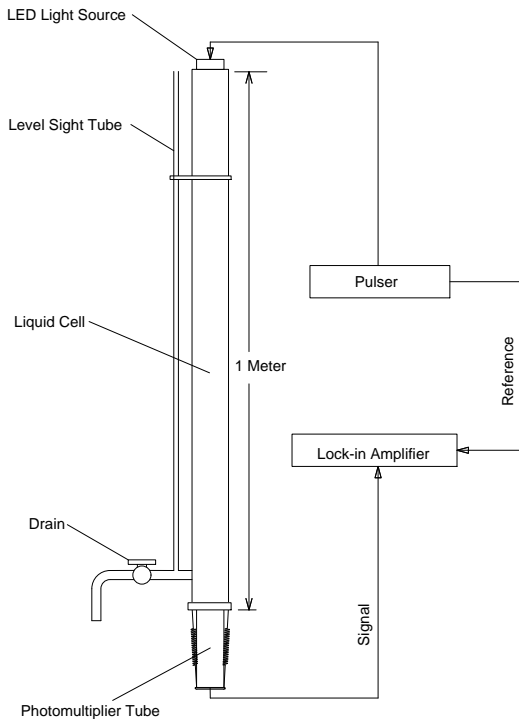 LED Light Source
Level Sight Tube
Pulser
Liquid Cell
1 Meter
Reference
Lock-in Amplifier
Drain
Signal
Photomultiplier Tube